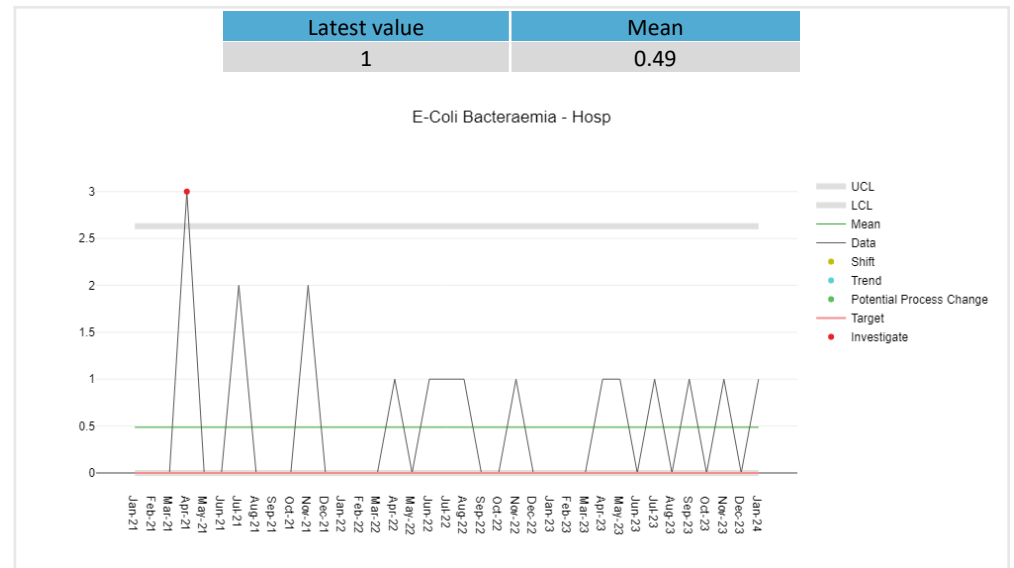 Latest value Mean
1 0.49
E-Coli Bacteraemia - Hosp
3
2.5
2
1.5
1
0.5
0
UCL
LCL
Mean
Data
Shift
Trend
Potential Process Change
Target
Investigate
Jan-21 Feb-21 Mar-21 Apr-21 May-21 Jun-21 Jul-21 Aug-21 Sep-21 Oct-21 Nov-21 Dec-21 Jan-22 Feb-22 Mar-22 Apr-22 May-22 Jun-22 Jul-22 Aug-22 Sep-22 Oct-22 Nov-22 Dec-22 Jan-23 Feb-23 Mar-23 Apr-23 May-23 Jun-23 Jul-23 Aug-23 Sep-23 Oct-23 Nov-23 Dec-23 Jan-24